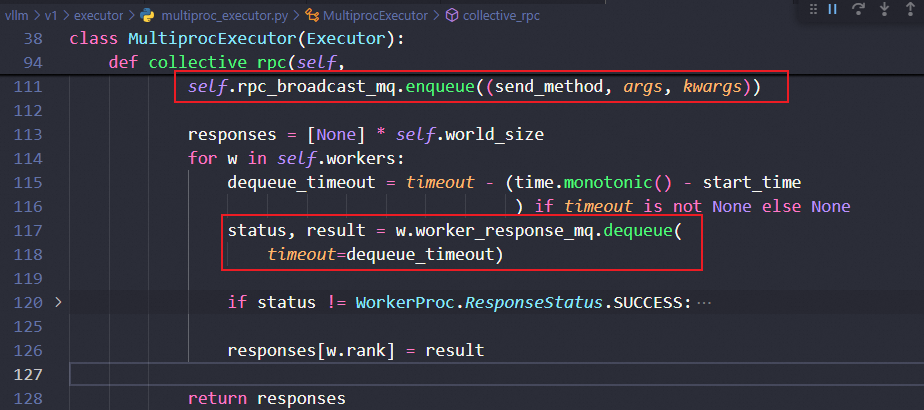 vllm > v1 > executor > multiproc_executor.py > MultiprocExecutor > collective_rpc
38 class MultiprocExecutor(Executor):
94 def collective_rpc(self,
111 self.rpc_broadcast_mq.enqueue((send_method, args, kwargs))
112
113 responses = [None] * self.world_size
114 for w in self.workers:
115 dequeue_timeout = timeout - (time.monotonic() - start_time
116 ) if timeout is not None else None
117 status, result = w.worker_response_mq.dequeue(
118 timeout=dequeue_timeout)
119
120 > if status != WorkerProc.ResponseStatus.SUCCESS:···
125
126 responses[w.rank] = result
127
128 return responses